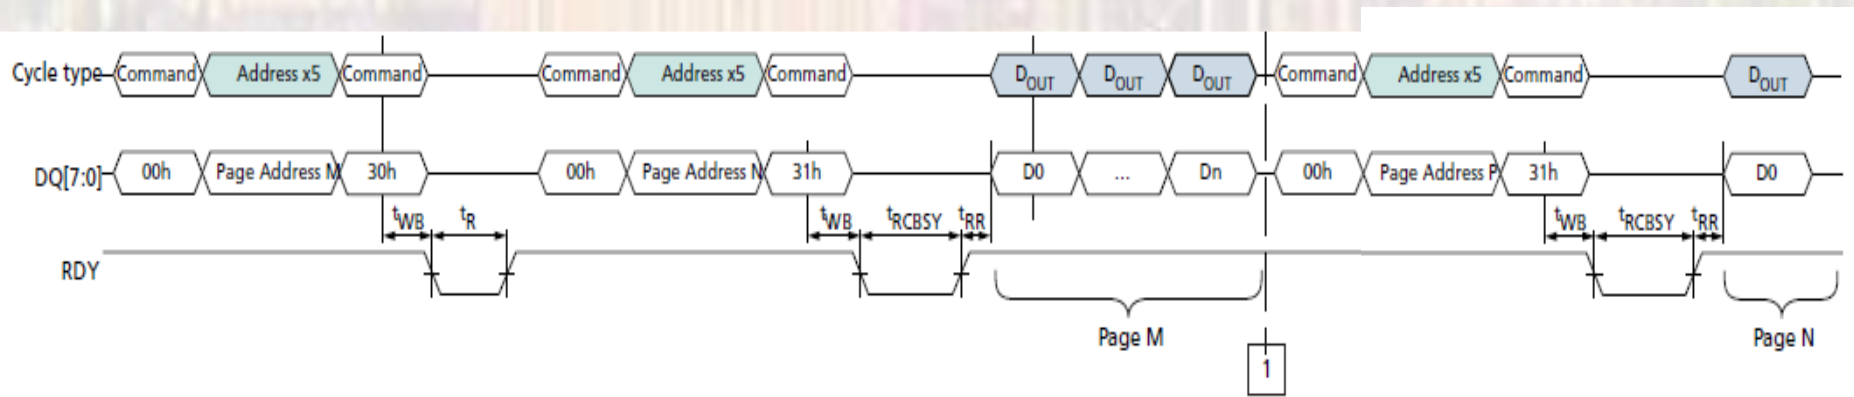 Cycle type Command Address x5 Command Command Address x5 Command DOUT DOUT DOUT Command Address x5 Command DOUT
DQ[7:0] 00h Page Address M 30h 00h Page Address N 31h D0 ... Dn 00h Page Address P 31h D0
tWB tR tWB tRCBSY tRR tWB tRCBSY tRR
RDY
Page M Page N
1